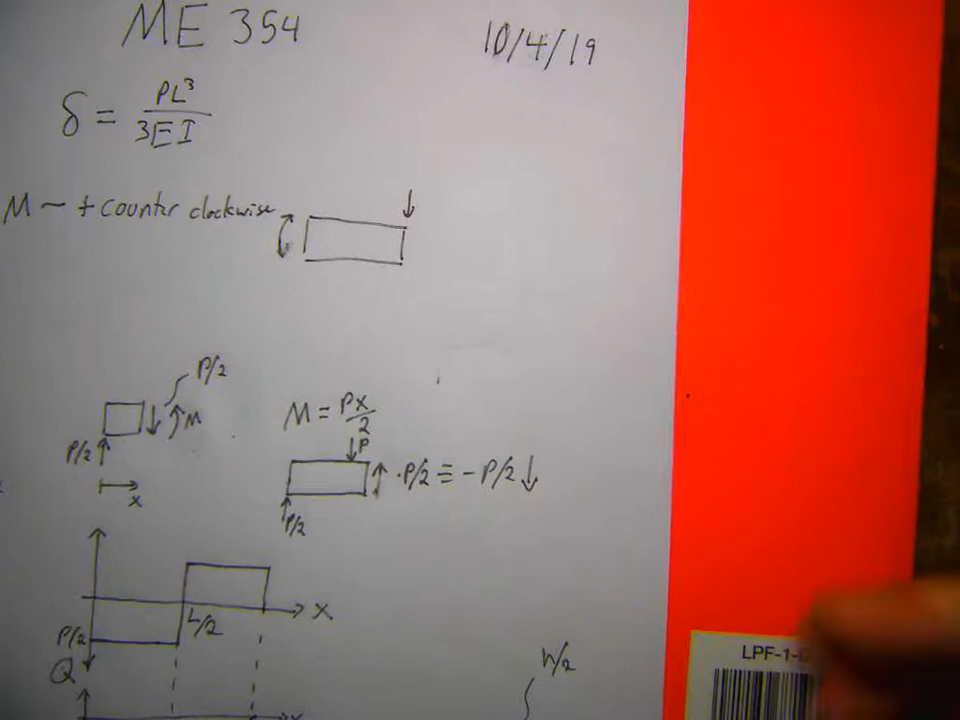 ME 354
10/4/19
δ = PL³/3EI
M ~ + counter clockwise
P/2
M
P/2
x
M = Px/2
P
·P/2 ≡ -P/2 ↓
P/2
x
L/2
P/2
Q
h/2
LPF-1-